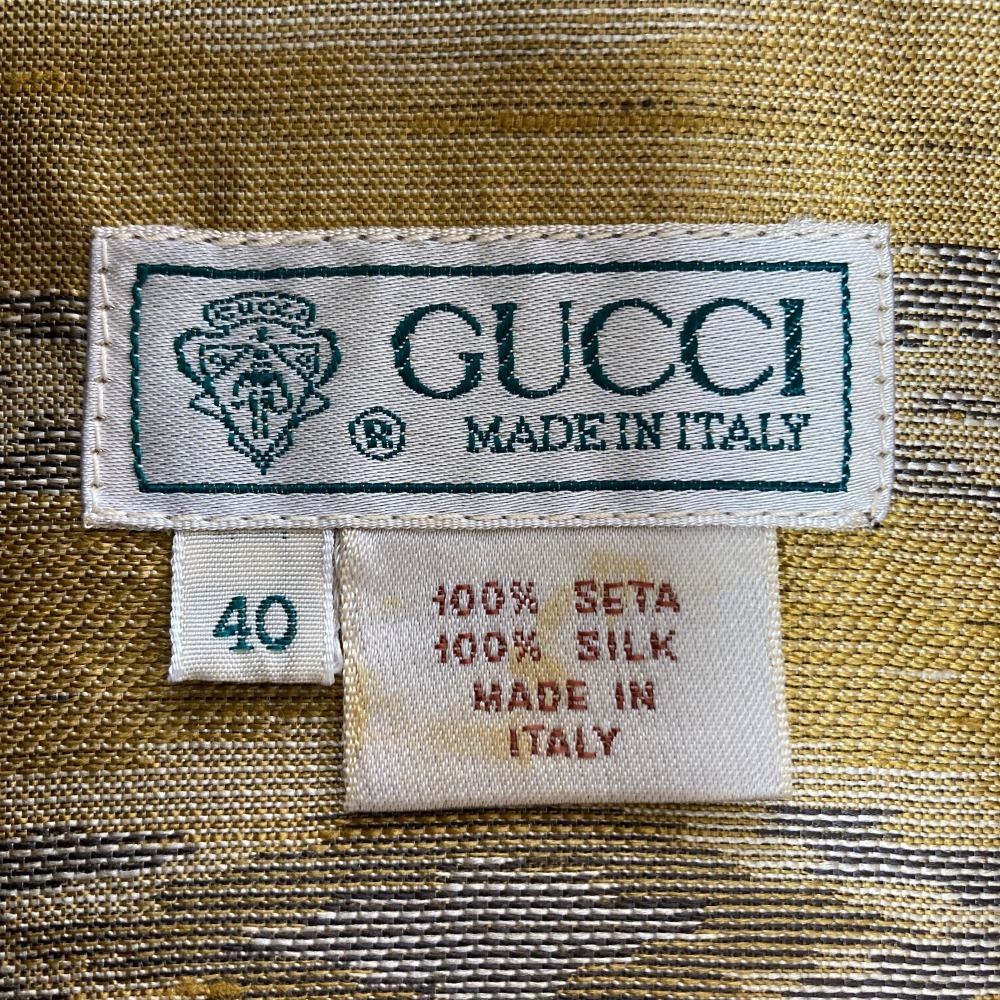 GUCCI
GUCCI
® MADE IN ITALY
40
100% SETA
100% SILK
MADE IN
ITALY